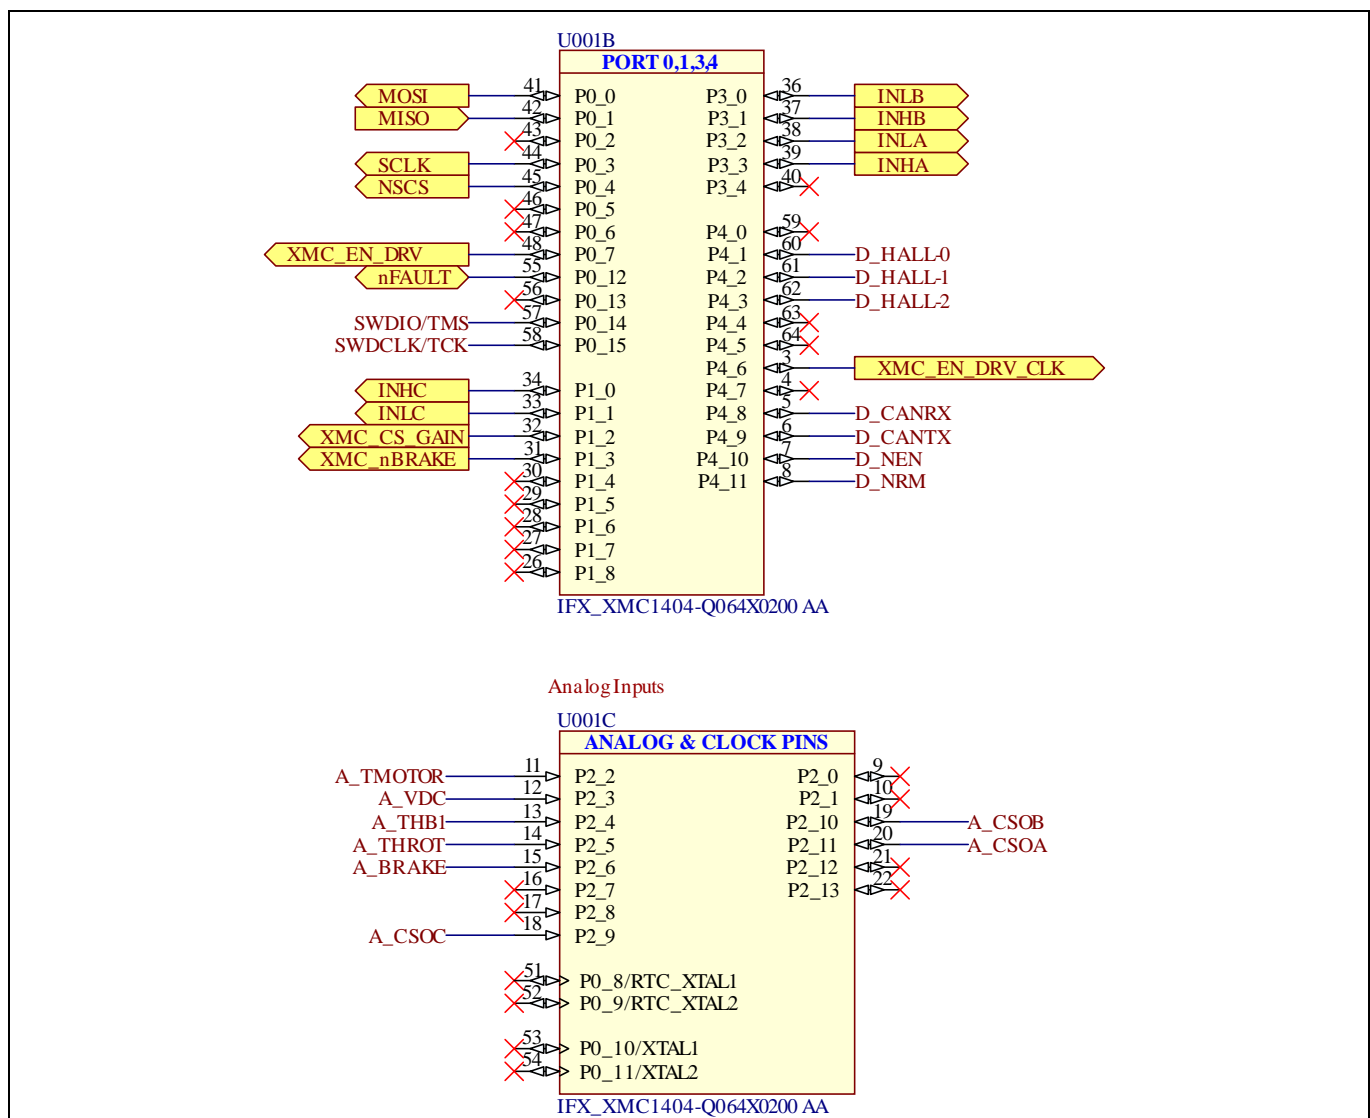 U001B
PORT 0,1,3,4
MOSI 41 P0_0 P3_0 36 INLB
MISO 42 P0_1 P3_1 37 INHB
43 P0_2 P3_2 38 INLA
SCLK 44 P0_3 P3_3 39 INHA
NSCS 45 P0_4 P3_4 40
46 P0_5
47 P0_6 P4_0 59
XMC_EN_DRV 48 P0_7 P4_1 60 D_HALL-0
nFAULT 55 P0_12 P4_2 61 D_HALL-1
56 P0_13 P4_3 62 D_HALL-2
SWDIO/TMS 57 P0_14 P4_4 63
SWDCLK/TCK 58 P0_15 P4_5 64
P4_6 3 XMC_EN_DRV_CLK
INHC 34 P1_0 P4_7 4
INLC 33 P1_1 P4_8 5 D_CANRX
XMC_CS_GAIN 32 P1_2 P4_9 6 D_CANTX
XMC_nBRAKE 31 P1_3 P4_10 7 D_NEN
30 P1_4 P4_11 8 D_NRM
29 P1_5
28 P1_6
27 P1_7
26 P1_8
IFX_XMC1404-Q064X0200 AA
Analog Inputs
U001C
ANALOG & CLOCK PINS
A_TMOTOR 11 P2_2 P2_0 9
A_VDC 12 P2_3 P2_1 10
A_THB1 13 P2_4 P2_10 19 A_CSOB
A_THROT 14 P2_5 P2_11 20 A_CSOA
A_BRAKE 15 P2_6 P2_12 21
16 P2_7 P2_13 22
17 P2_8
A_CSOC 18 P2_9
51 P0_8/RTC_XTAL1
52 P0_9/RTC_XTAL2
53 P0_10/XTAL1
54 P0_11/XTAL2
IFX_XMC1404-Q064X0200 AA